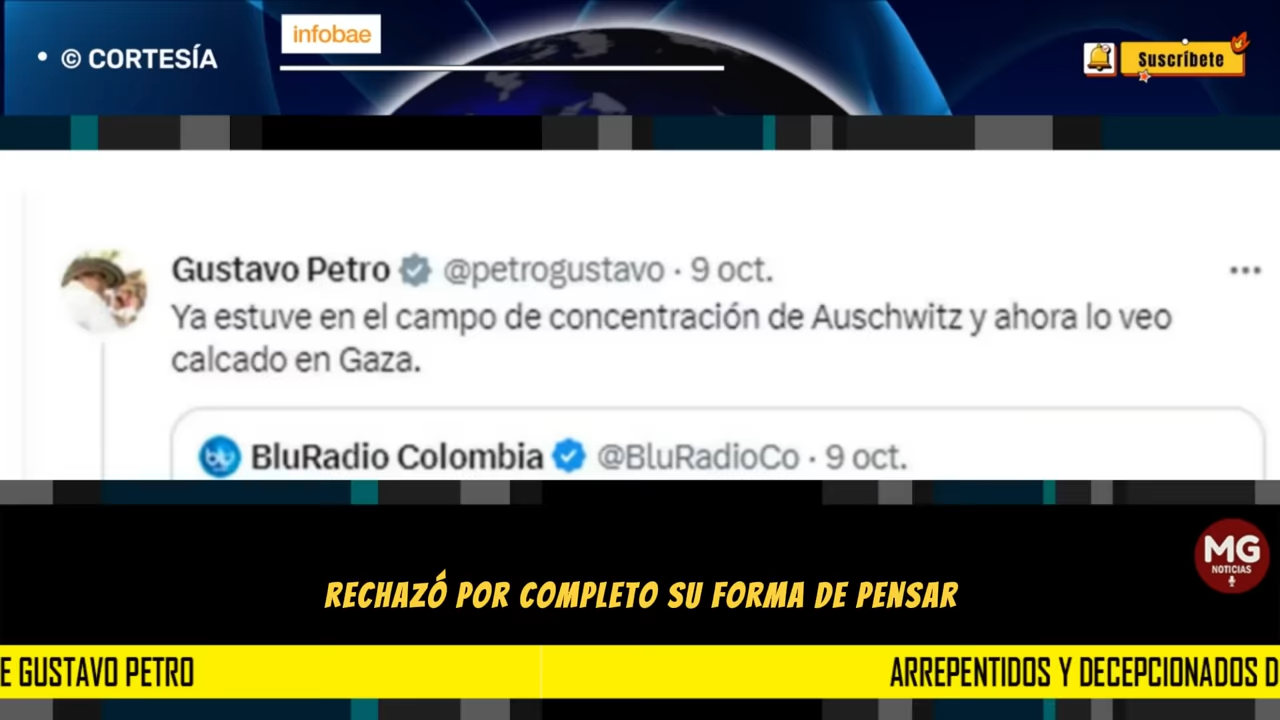 • © CORTESÍA
infobae
Suscríbete
Gustavo Petro @petrogustavo · 9 oct.
Ya estuve en el campo de concentración de Auschwitz y ahora lo veo
calcado en Gaza.
blu BluRadio Colombia @BluRadioCo · 9 oct.
MG
NOTICIAS
RECHAZÓ POR COMPLETO SU FORMA DE PENSAR
E GUSTAVO PETRO
ARREPENTIDOS Y DECEPCIONADOS D